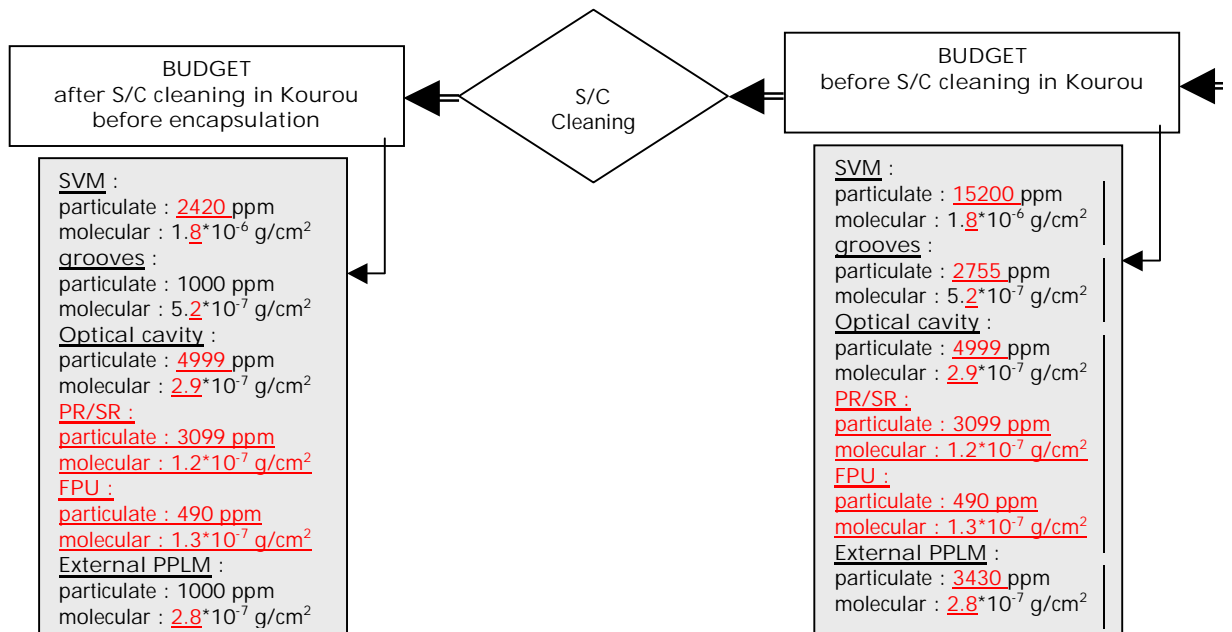 BUDGET
after S/C cleaning in Kourou
before encapsulation
S/C
Cleaning
BUDGET
before S/C cleaning in Kourou
SVM :
particulate : 2420 ppm
molecular : 1.8*10⁻⁶ g/cm²
grooves :
particulate : 1000 ppm
molecular : 5.2*10⁻⁷ g/cm²
Optical cavity :
particulate : 4999 ppm
molecular : 2.9*10⁻⁷ g/cm²
PR/SR :
particulate : 3099 ppm
molecular : 1.2*10⁻⁷ g/cm²
FPU :
particulate : 490 ppm
molecular : 1.3*10⁻⁷ g/cm²
External PPLM :
particulate : 1000 ppm
molecular : 2.8*10⁻⁷ g/cm²
SVM :
particulate : 15200 ppm
molecular : 1.8*10⁻⁶ g/cm²
grooves :
particulate : 2755 ppm
molecular : 5.2*10⁻⁷ g/cm²
Optical cavity :
particulate : 4999 ppm
molecular : 2.9*10⁻⁷ g/cm²
PR/SR :
particulate : 3099 ppm
molecular : 1.2*10⁻⁷ g/cm²
FPU :
particulate : 490 ppm
molecular : 1.3*10⁻⁷ g/cm²
External PPLM :
particulate : 3430 ppm
molecular : 2.8*10⁻⁷ g/cm²